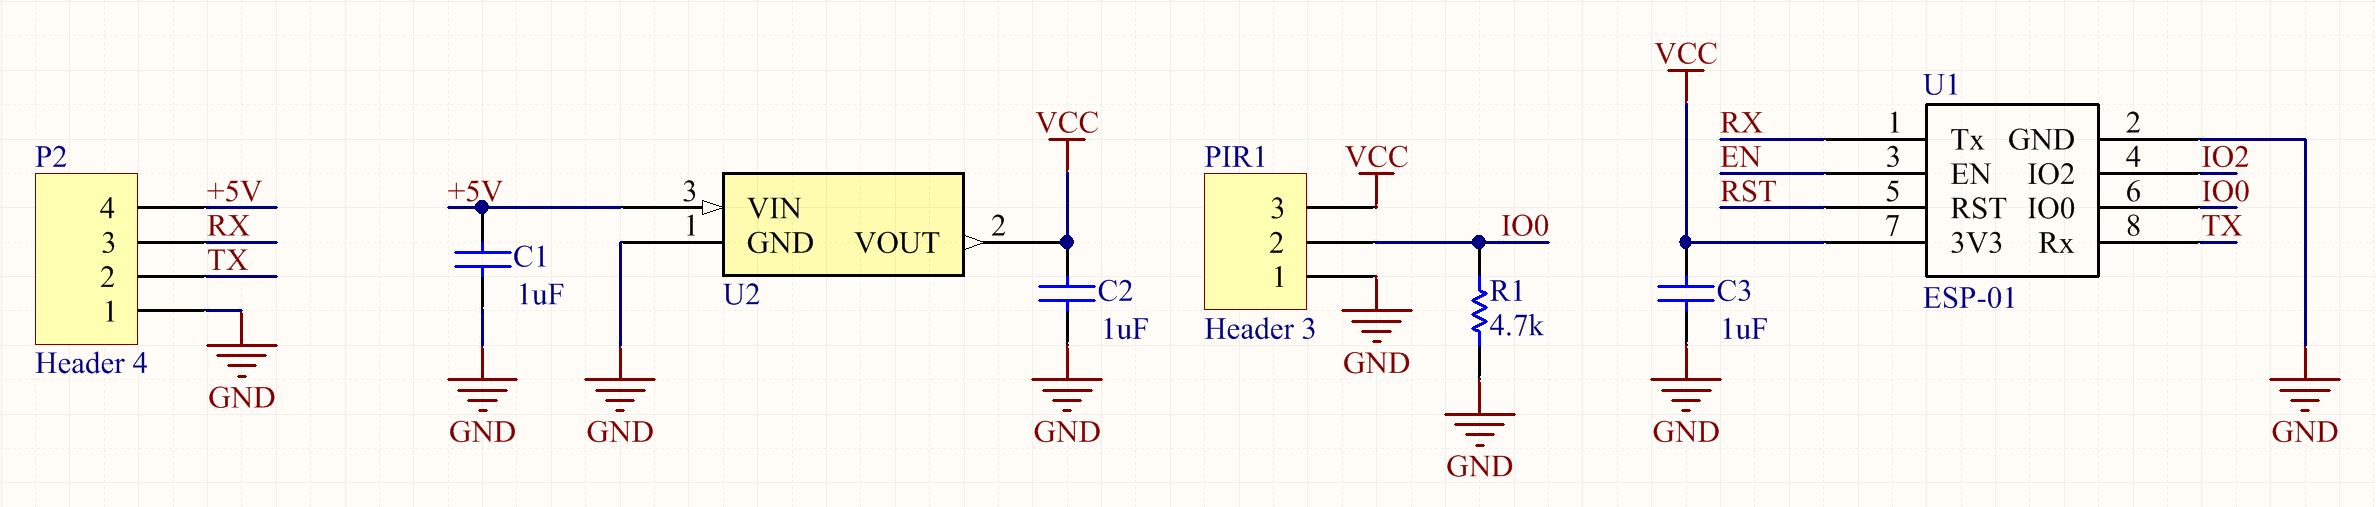 P2
4 +5V
3 RX
2 TX
1
Header 4
GND
+5V
C1
1uF
GND
GND
3 VIN
1 GND VOUT 2
U2
VCC
C2
1uF
GND
PIR1
VCC
3
2 IO0
1
Header 3
GND
R1
4.7k
GND
VCC
C3
1uF
GND
U1
RX 1 Tx GND 2
EN 3 EN IO2 4 IO2
RST 5 RST IO0 6 IO0
7 3V3 Rx 8 TX
ESP-01
GND